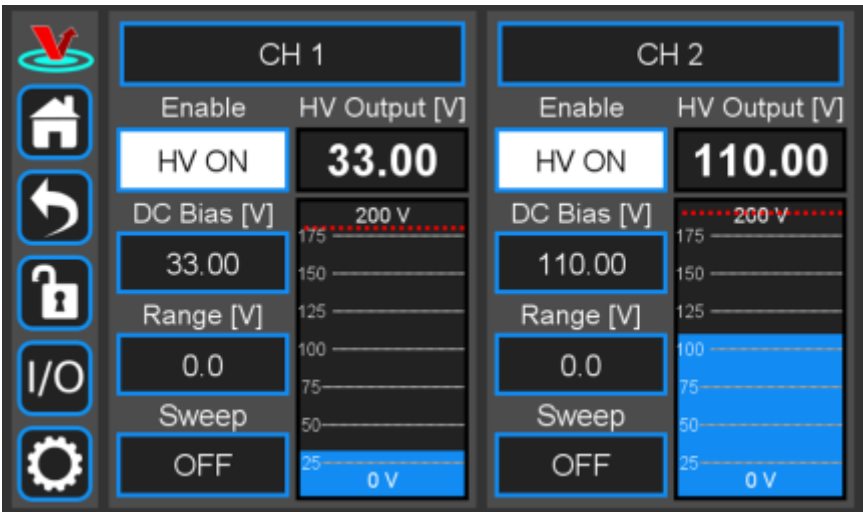 CH 1
Enable HV Output [V]
HV ON 33.00
DC Bias [V]
33.00
Range [V]
0.0
Sweep
OFF
200 V
175
150
125
100
75
50
25
0 V
CH 2
Enable HV Output [V]
HV ON 110.00
DC Bias [V]
110.00
Range [V]
0.0
Sweep
OFF
200 V
175
150
125
100
75
50
25
0 V
I/O